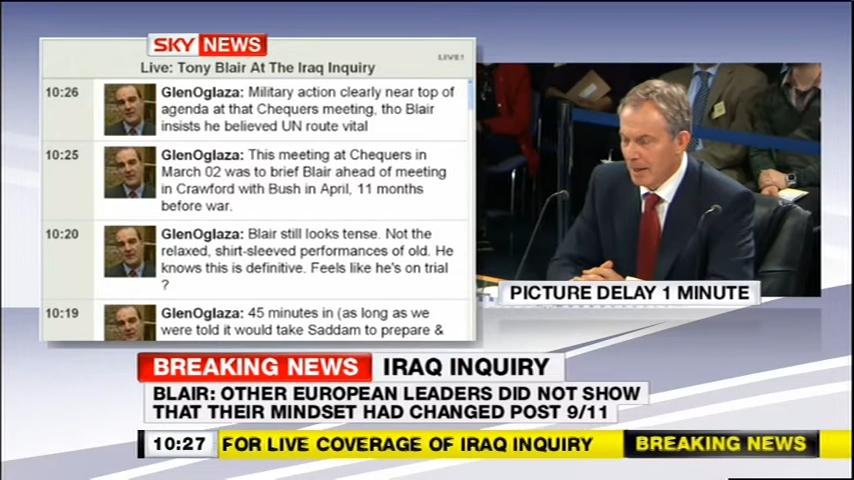 SKY NEWS
LIVE!
Live: Tony Blair At The Iraq Inquiry
10:26
GlenOglaza: Military action clearly near top of
agenda at that Chequers meeting, tho Blair
insists he believed UN route vital
10:25
GlenOglaza: This meeting at Chequers in
March 02 was to brief Blair ahead of meeting
in Crawford with Bush in April, 11 months
before war.
10:20
GlenOglaza: Blair still looks tense. Not the
relaxed, shirt-sleeved performances of old. He
knows this is definitive. Feels like he's on trial
?
10:19
GlenOglaza: 45 minutes in (as long as we
were told it would take Saddam to prepare &
PICTURE DELAY 1 MINUTE
BREAKING NEWS IRAQ INQUIRY
BLAIR: OTHER EUROPEAN LEADERS DID NOT SHOW
THAT THEIR MINDSET HAD CHANGED POST 9/11
10:27 FOR LIVE COVERAGE OF IRAQ INQUIRY BREAKING NEWS